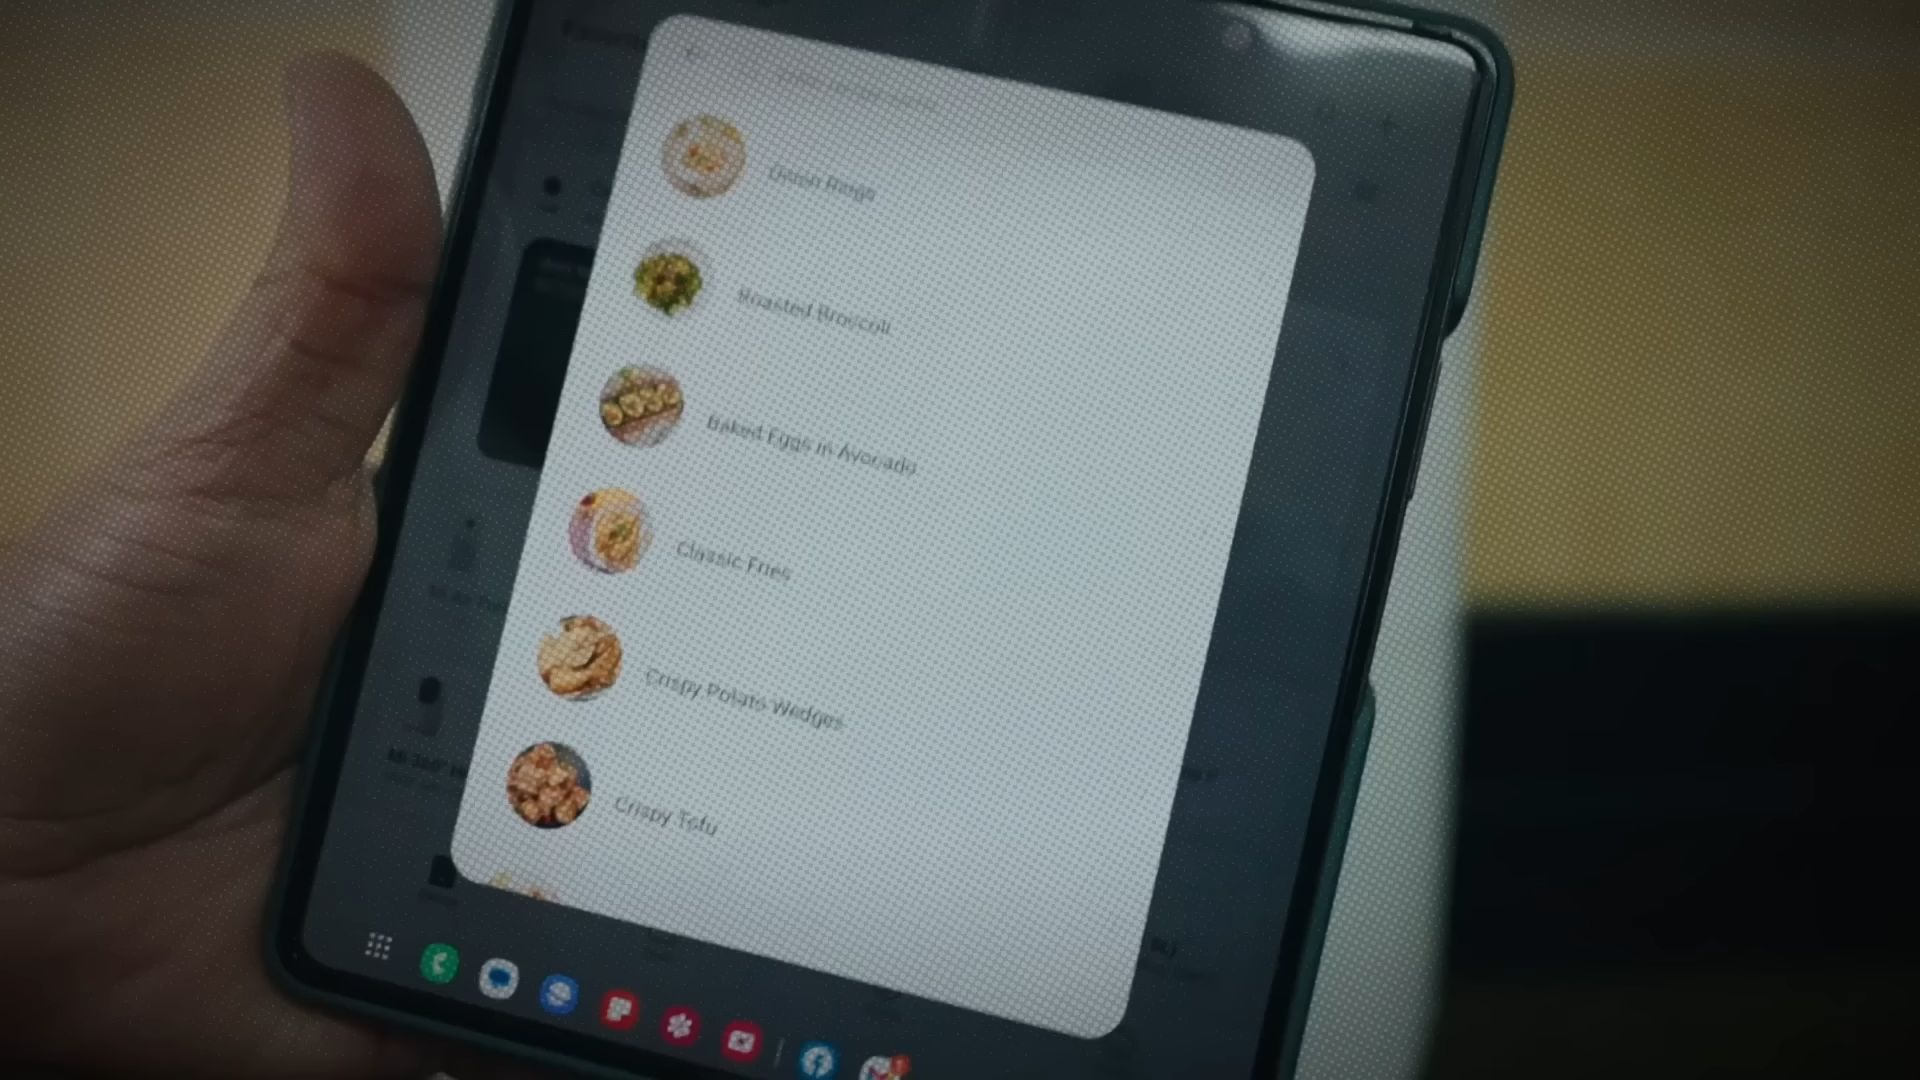 Onion Rings
Roasted Broccoli
Baked Eggs in Avocado
Classic Fries
Crispy Potato Wedges
Crispy Tofu